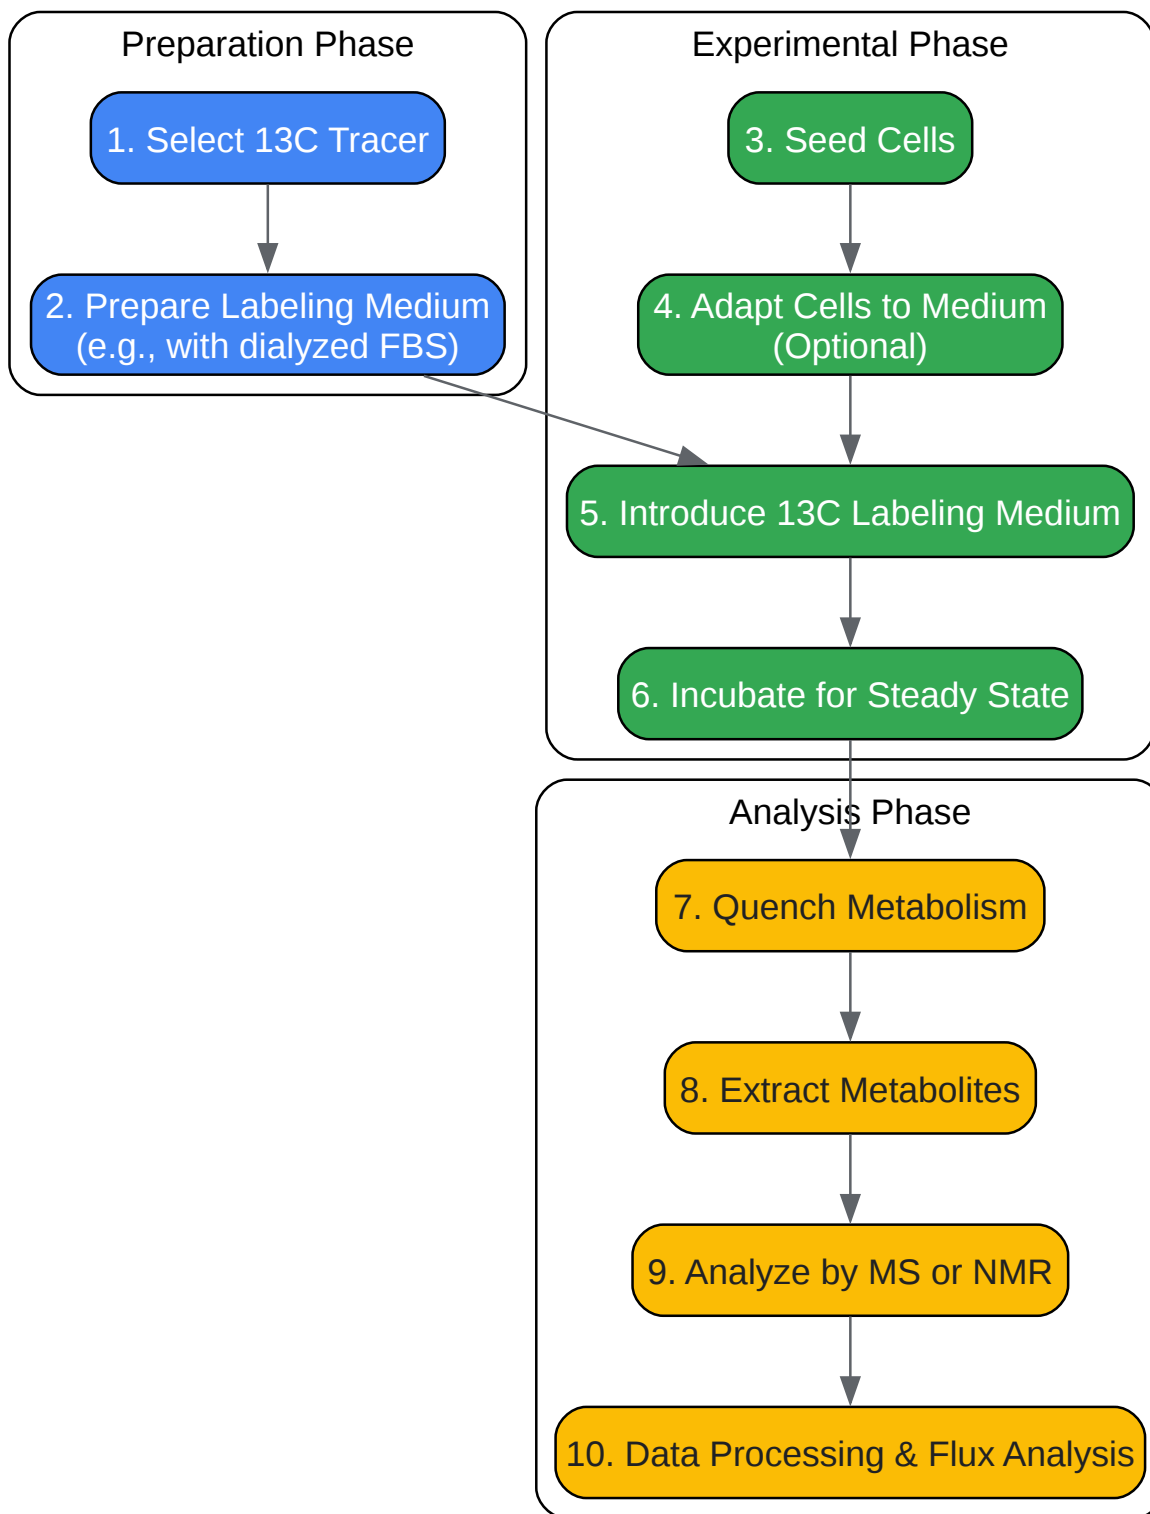 Preparation Phase
1. Select 13C Tracer
2. Prepare Labeling Medium
(e.g., with dialyzed FBS)
Experimental Phase
3. Seed Cells
4. Adapt Cells to Medium
(Optional)
5. Introduce 13C Labeling Medium
6. Incubate for Steady State
Analysis Phase
7. Quench Metabolism
8. Extract Metabolites
9. Analyze by MS or NMR
10. Data Processing & Flux Analysis